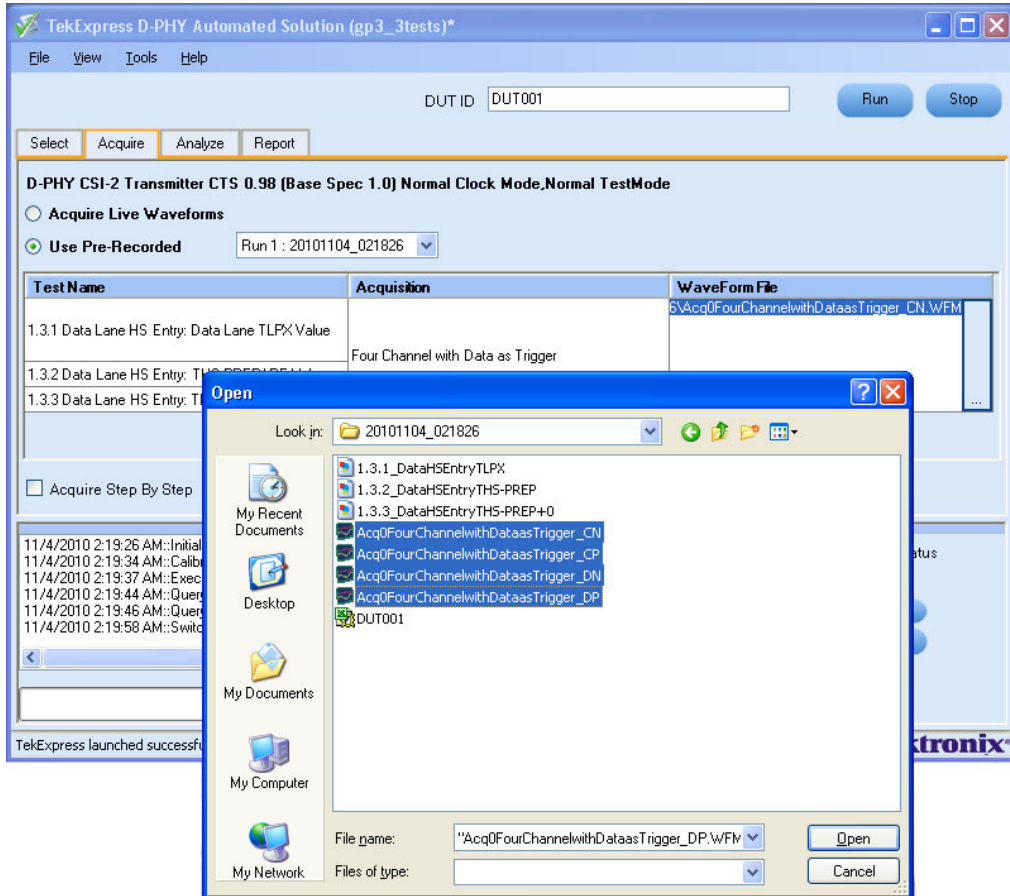 TekExpress D-PHY Automated Solution (gp3_3tests)*
File View Tools Help
DUT ID DUT001 Run Stop
Select Acquire Analyze Report
D-PHY CSI-2 Transmitter CTS 0.98 (Base Spec 1.0) Normal Clock Mode,Normal TestMode
Acquire Live Waveforms
Use Pre-Recorded Run 1 : 20101104_021826
Test Name Acquisition WaveForm File
6\Acq0FourChannelwithDataasTrigger_CN.WFM
1.3.1 Data Lane HS Entry: Data Lane TLPX Value
Four Channel with Data as Trigger
1.3.2 Data Lane HS Entry:
1.3.3 Data Lane HS Entry:
...
Acquire Step By Step
11/4/2010 2:19:26 AM::Initial
11/4/2010 2:19:34 AM::Calib
11/4/2010 2:19:37 AM::Exec
11/4/2010 2:19:44 AM::Quer
11/4/2010 2:19:46 AM::Quer
11/4/2010 2:19:58 AM::Switc
atus
TekExpress launched successfu
ktronix
Open
Look in: 20101104_021826
My Recent Documents
Desktop
My Documents
My Computer
My Network
1.3.1_DataHSEntryTLPX
1.3.2_DataHSEntryTHS-PREP
1.3.3_DataHSEntryTHS-PREP+0
Acq0FourChannelwithDataasTrigger_CN
Acq0FourChannelwithDataasTrigger_CP
Acq0FourChannelwithDataasTrigger_DN
Acq0FourChannelwithDataasTrigger_DP
DUT001
File name: "Acq0FourChannelwithDataasTrigger_DP.WFM Open
Files of type: Cancel